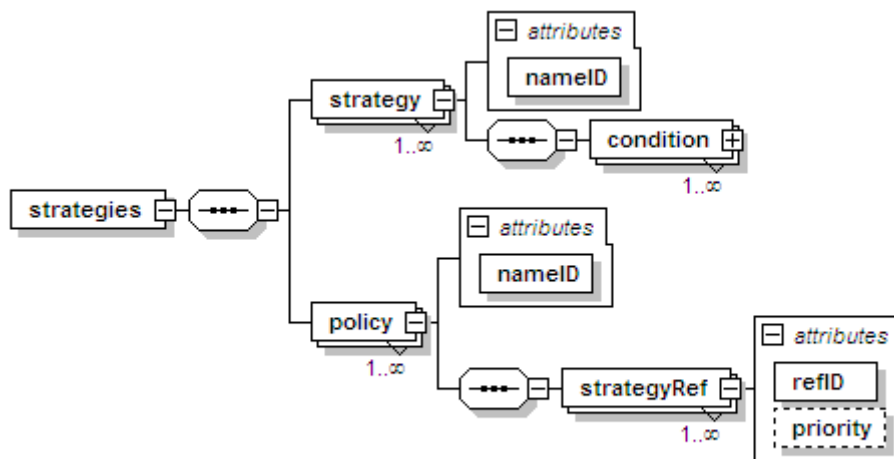 attributes
nameID
strategy
1..∞
condition
1..∞
strategies
attributes
nameID
policy
1..∞
strategyRef
1..∞
attributes
refID
priority